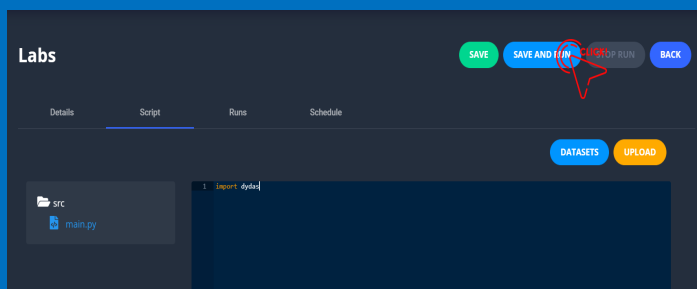 Labs
SAVE
SAVE AND RUN
CLICK!
STOP RUN
BACK
Details
Script
Runs
Schedule
DATASETS
UPLOAD
src
main.py
1 import dydas